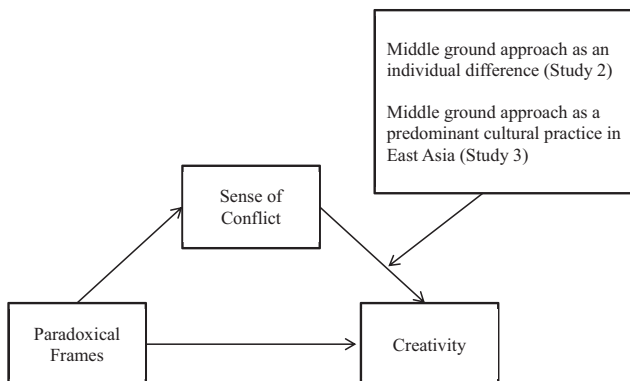 Middle ground approach as an
individual difference (Study 2)
Middle ground approach as a
predominant cultural practice in
East Asia (Study 3)
Sense of
Conflict
Paradoxical
Frames
Creativity